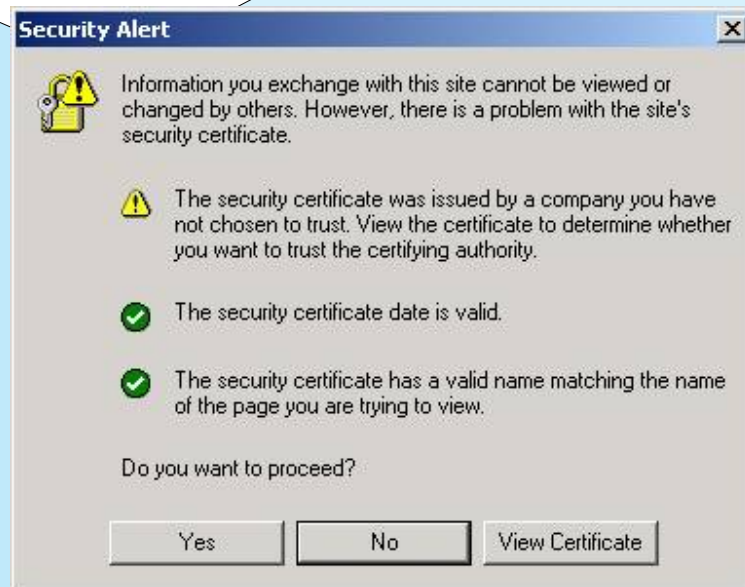 Security Alert
Information you exchange with this site cannot be viewed or
changed by others. However, there is a problem with the site's
security certificate.
The security certificate was issued by a company you have
not chosen to trust. View the certificate to determine whether
you want to trust the certifying authority.
The security certificate date is valid.
The security certificate has a valid name matching the name
of the page you are trying to view.
Do you want to proceed?
Yes
No
View Certificate